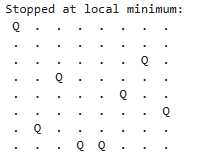 Stopped at local minimum:
Q . . . . . . .
. . . . . . . .
. . . . . . Q .
. . Q . . . . .
. . . . . Q . .
. . . . . . . Q
. Q . . . . . .
. . . Q Q . . .